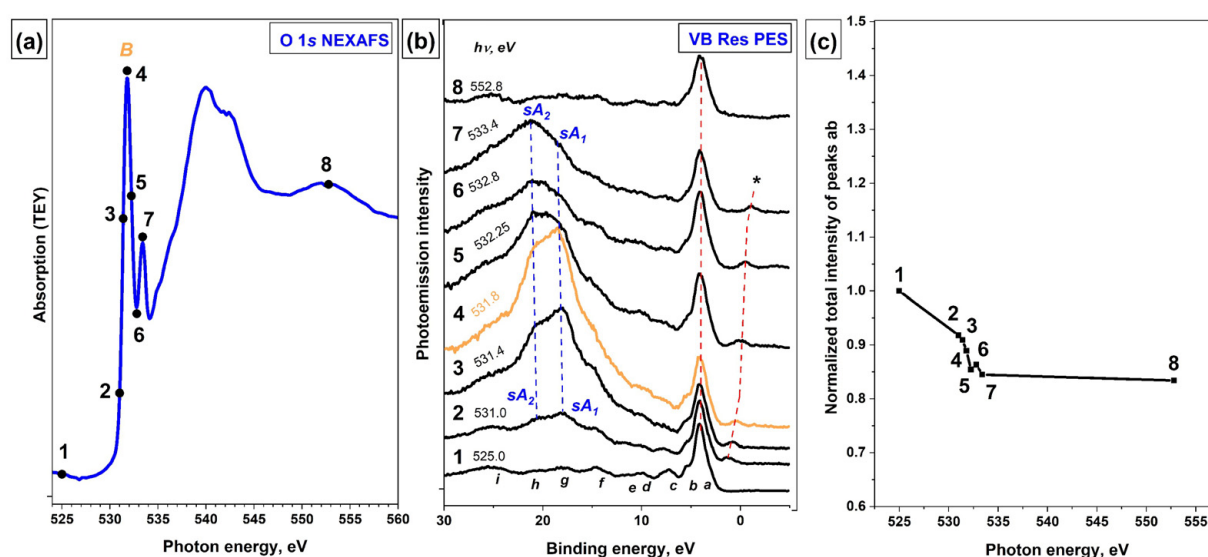 (a)
O 1s NEXAFS
B
4
5
3
7
6
8
2
1
Absorption (TEY)
525 530 535 540 545 550 555 560
Photon energy, eV
(b)
VB Res PES
hν, eV
8 552.8
7 533.4
6 532.8
5 532.25
4 531.8
3 531.4
2 531.0
1 525.0
sA2
sA1
*
sA2
sA1
i h g f e d c b a
Photoemission intensity
30 20 10 0
Binding energy, eV
(c)
Normalized total intensity of peaks ab
1.5
1.4
1.3
1.2
1.1
1.0
0.9
0.8
0.7
0.6
1
2
3
4
6
5
7
8
525 530 535 540 545 550 555
Photon energy, eV